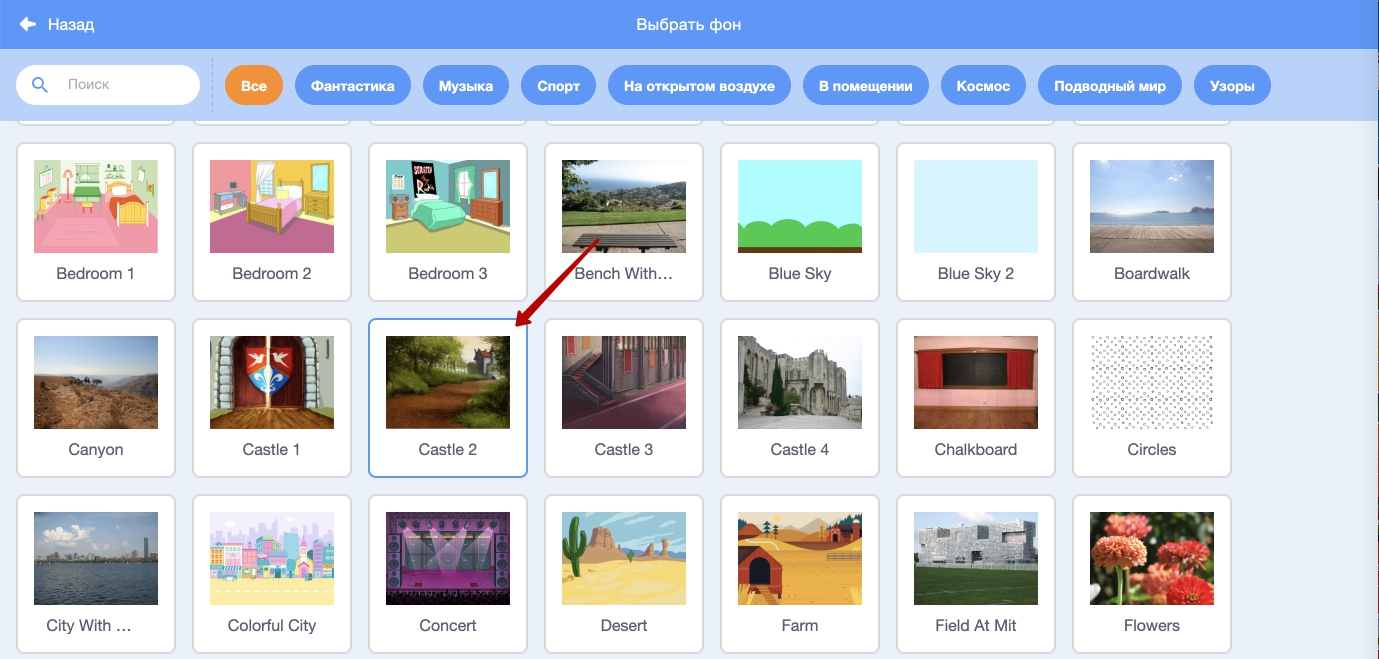 Назад
Выбрать фон
Поиск
Все
Фантастика
Музыка
Спорт
На открытом воздухе
В помещении
Космос
Подводный мир
Узоры
Bedroom 1
Bedroom 2
Bedroom 3
Bench With...
Blue Sky
Blue Sky 2
Boardwalk
Canyon
Castle 1
Castle 2
Castle 3
Castle 4
Chalkboard
Circles
City With ...
Colorful City
Concert
Desert
Farm
Field At Mit
Flowers